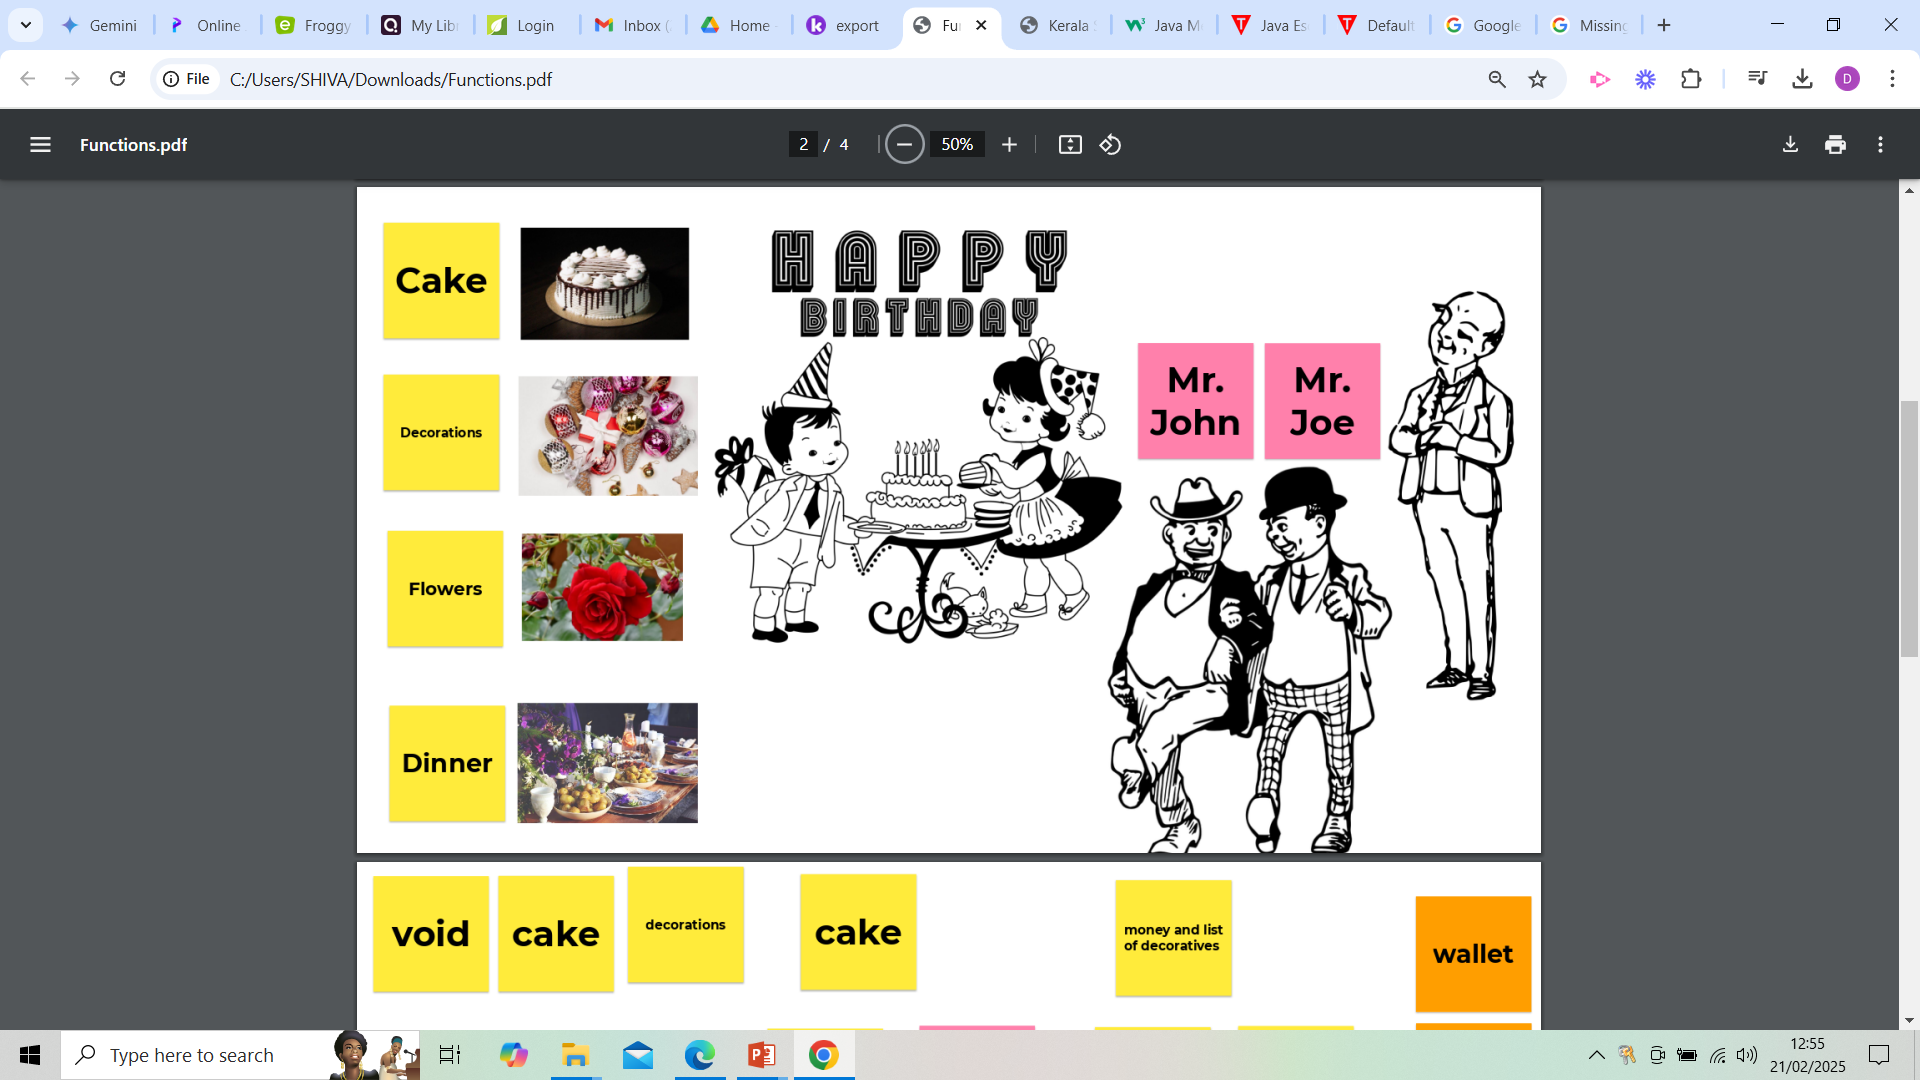 Gemini
Online
Froggy
My Libr
Login
Inbox (
Home -
export
Fu
Kerala S
Java M
Java Es
Default
Google
Missing
File
C:/Users/SHIVA/Downloads/Functions.pdf
D
Functions.pdf
2 / 4
50%
Cake
HAPPY
BIRTHDAY
Mr.
John
Mr.
Joe
Decorations
Flowers
Dinner
void
cake
decorations
cake
money and list
of decoratives
wallet
Type here to search
12:55
21/02/2025